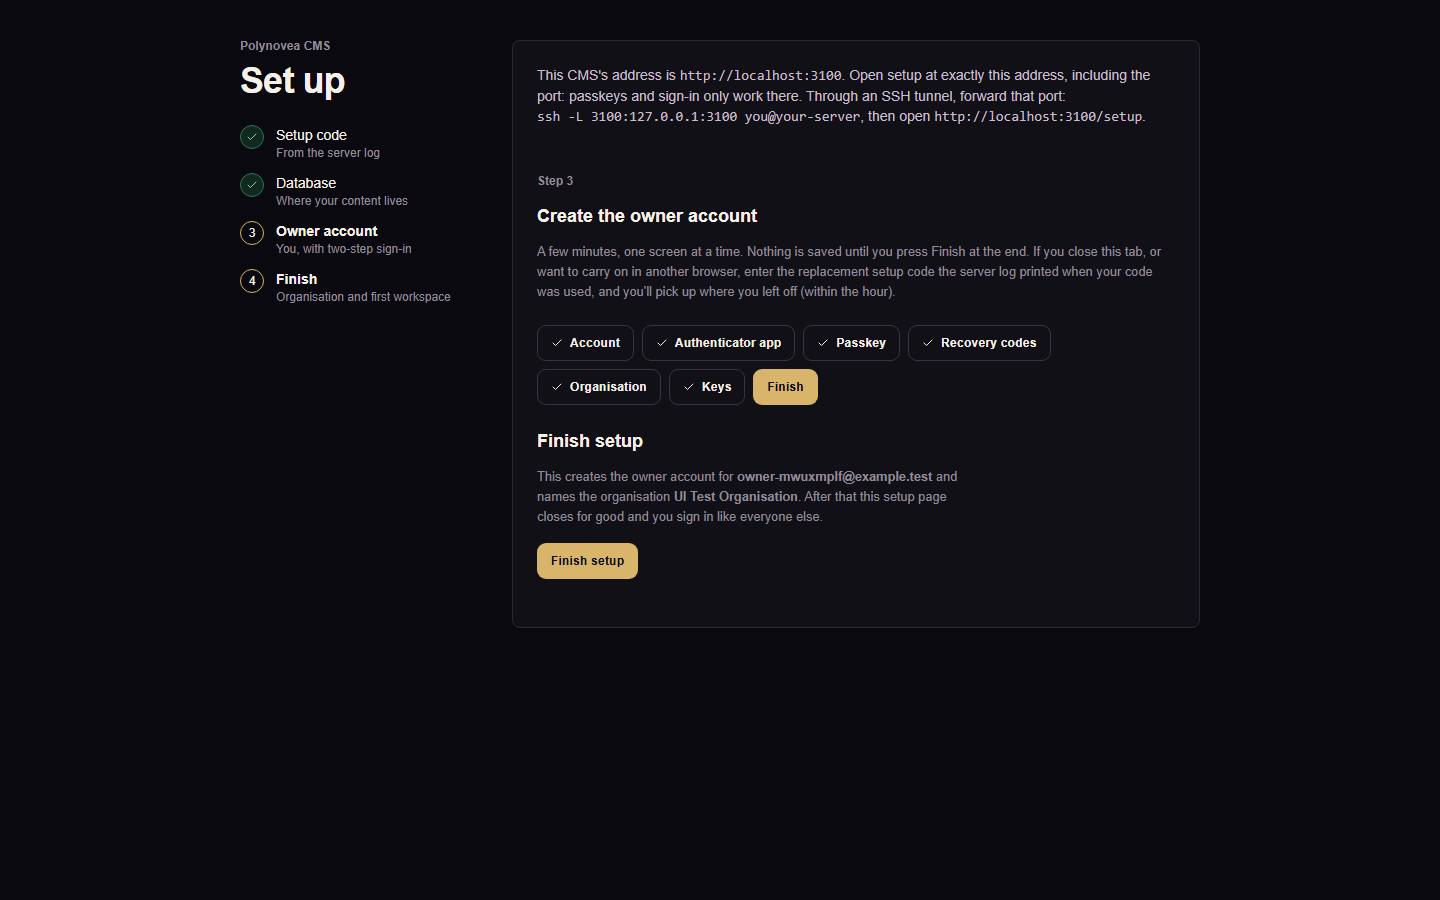 Polynovea CMS
Set up
Setup code
From the server log
Database
Where your content lives
3
Owner account
You, with two-step sign-in
4
Finish
Organisation and first workspace
This CMS's address is http://localhost:3100. Open setup at exactly this address, including the
port: passkeys and sign-in only work there. Through an SSH tunnel, forward that port:
ssh -L 3100:127.0.0.1:3100 you@your-server, then open http://localhost:3100/setup.
Step 3
Create the owner account
A few minutes, one screen at a time. Nothing is saved until you press Finish at the end. If you close this tab, or
want to carry on in another browser, enter the replacement setup code the server log printed when your code
was used, and you'll pick up where you left off (within the hour).
Account
Authenticator app
Passkey
Recovery codes
Organisation
Keys
Finish
Finish setup
This creates the owner account for owner-mwuxmplf@example.test and
names the organisation UI Test Organisation. After that this setup page
closes for good and you sign in like everyone else.
Finish setup